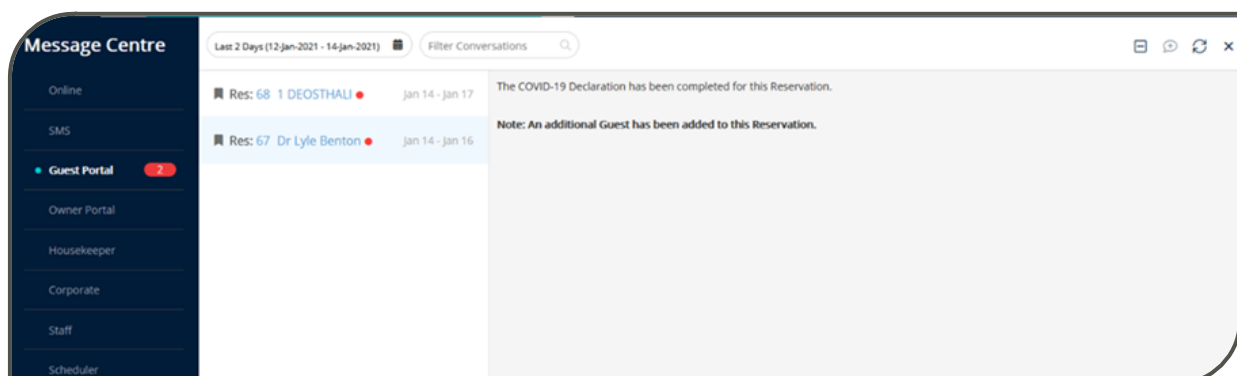 Message Centre
Last 2 Days (12-Jan-2021 - 14-Jan-2021)
Filter Conversations
Online
SMS
Guest Portal 2
Owner Portal
Housekeeper
Corporate
Staff
Scheduler
Res: 68 1 DEOSTHALI Jan 14 - Jan 17
Res: 67 Dr Lyle Benton Jan 14 - Jan 16
The COVID-19 Declaration has been completed for this Reservation.
Note: An additional Guest has been added to this Reservation.